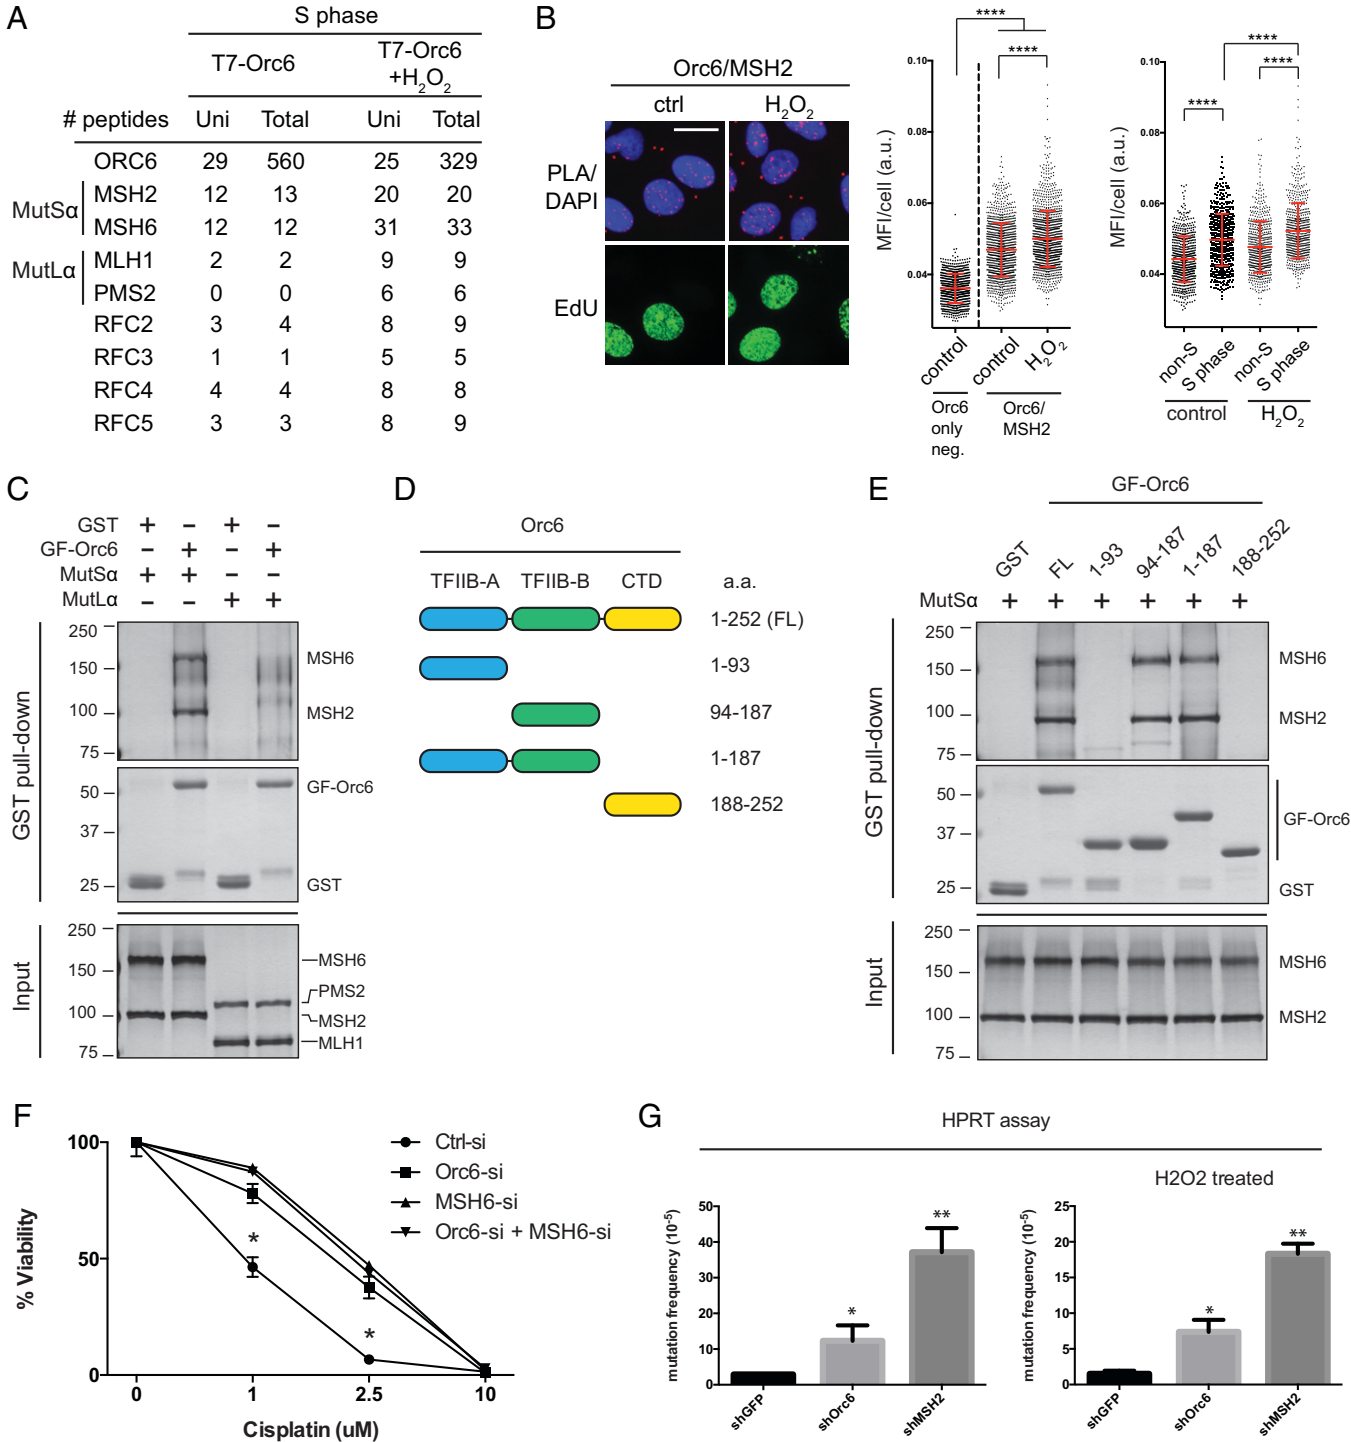 A
S phase
T7-Orc6
T7-Orc6 +H2O2
# peptides Uni Total Uni Total
ORC6 29 560 25 329
MutSα
MSH2 12 13 20 20
MSH6 12 12 31 33
MutLα
MLH1 2 2 9 9
PMS2 0 0 6 6
RFC2 3 4 8 9
RFC3 1 1 5 5
RFC4 4 4 8 8
RFC5 3 3 8 9
B
Orc6/MSH2
ctrl H2O2
PLA/
DAPI
EdU
****
****
0.10
0.08
0.06
0.04
MFI/cell (a.u.)
control
control
H2O2
Orc6 only neg.
Orc6/ MSH2
****
****
****
0.10
0.08
0.06
0.04
MFI/cell (a.u.)
non-S
S phase
non-S
S phase
control
H2O2
C
GST + – + –
GF-Orc6 – + – +
MutSα + + – –
MutLα – – + +
GST pull-down
250
150
100
75
MSH6
MSH2
50
37
25
GF-Orc6
GST
Input
250
150
100
75
MSH6
PMS2
MSH2
MLH1
D
Orc6
TFIIB-A TFIIB-B CTD a.a.
1-252 (FL)
1-93
94-187
1-187
188-252
E
GF-Orc6
GST FL 1-93 94-187 1-187 188-252
MutSα + + + + + +
GST pull-down
250
150
100
75
MSH6
MSH2
50
37
25
GF-Orc6
GST
Input
250
150
100
75
MSH6
MSH2
F
% Viability
100
50
0
*
*
Ctrl-si
Orc6-si
MSH6-si
Orc6-si + MSH6-si
0 1 2.5 10
Cisplatin (uM)
G
HPRT assay
mutation frequency (10-5)
50
40
30
20
10
0
*
**
shGFP
shOrc6
shMSH2
H2O2 treated
mutation frequency (10-5)
25
20
15
10
5
0
*
**
shGFP
shOrc6
shMSH2